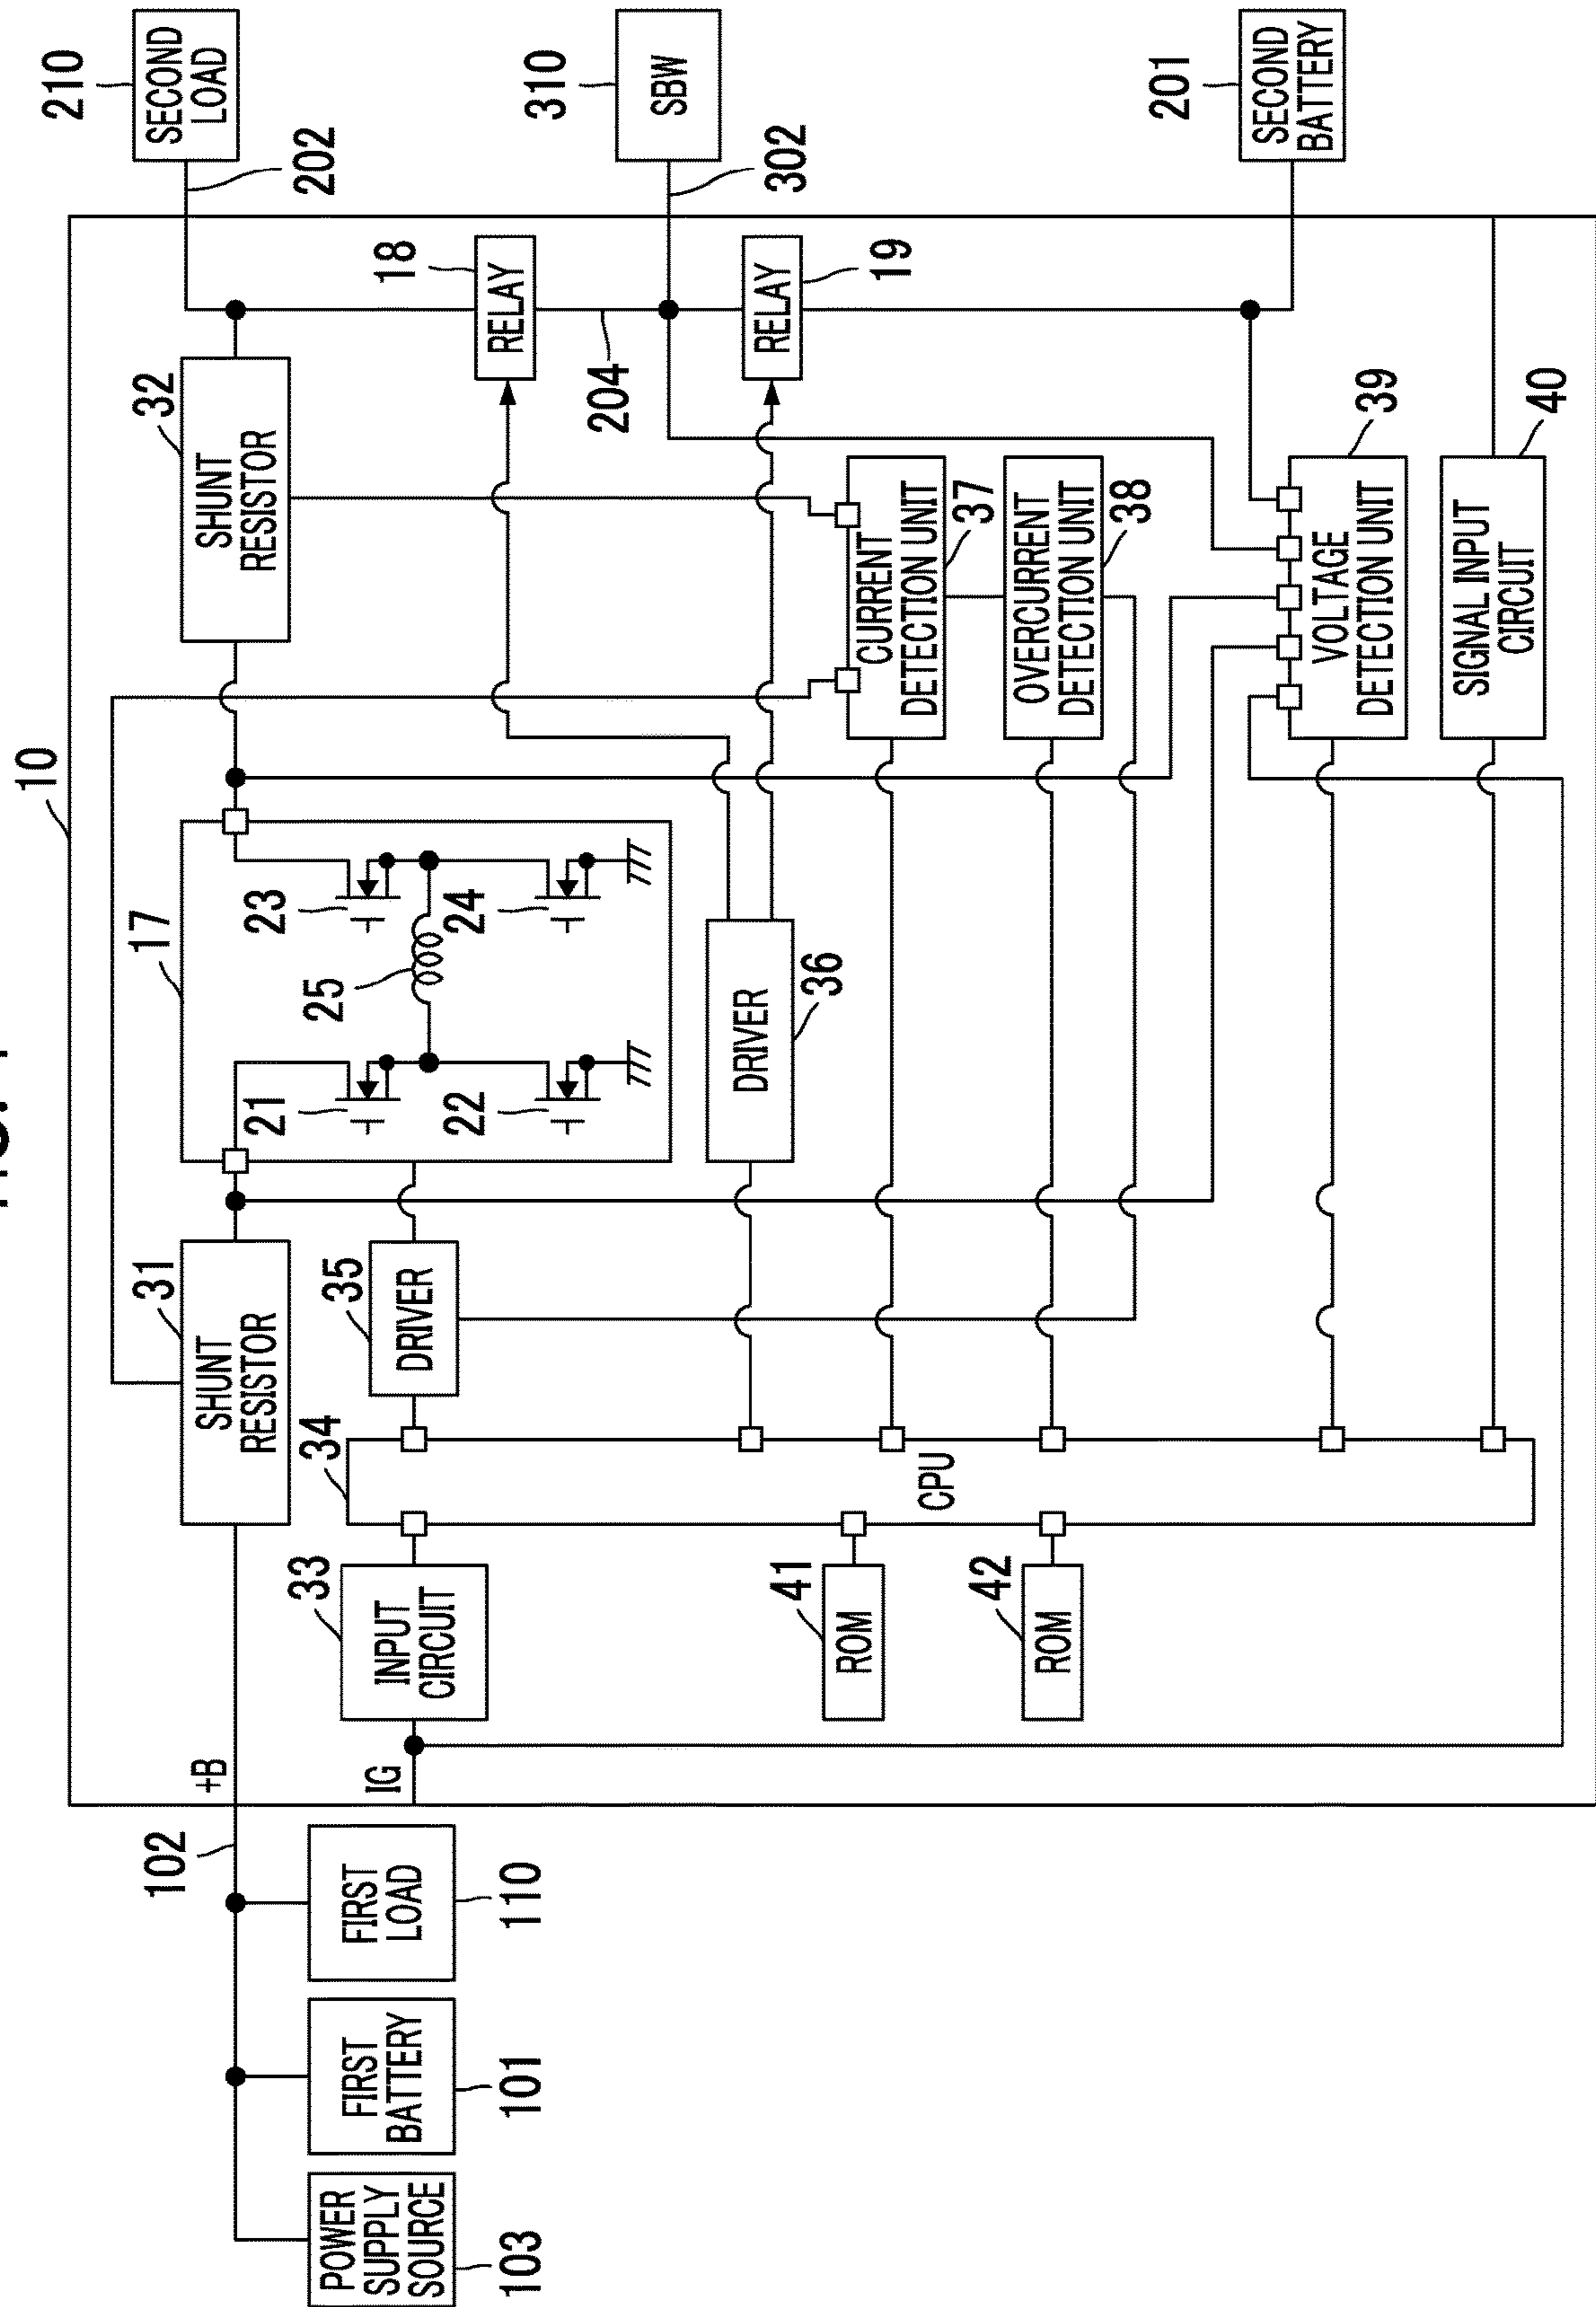 10
102
+B
IG
POWER
SUPPLY
SOURCE
103
FIRST
BATTERY
101
FIRST
LOAD
110
SHUNT
RESISTOR
31
17
21
22
23
24
25
SHUNT
RESISTOR
32
SECOND
LOAD
210
202
INPUT
CIRCUIT
33
34
CPU
DRIVER
35
DRIVER
36
RELAY
18
204
RELAY
19
SBW
310
302
ROM
41
ROM
42
CURRENT
DETECTION UNIT
37
OVERCURRENT
DETECTION UNIT
38
VOLTAGE
DETECTION UNIT
39
SIGNAL INPUT
CIRCUIT
40
SECOND
BATTERY
201